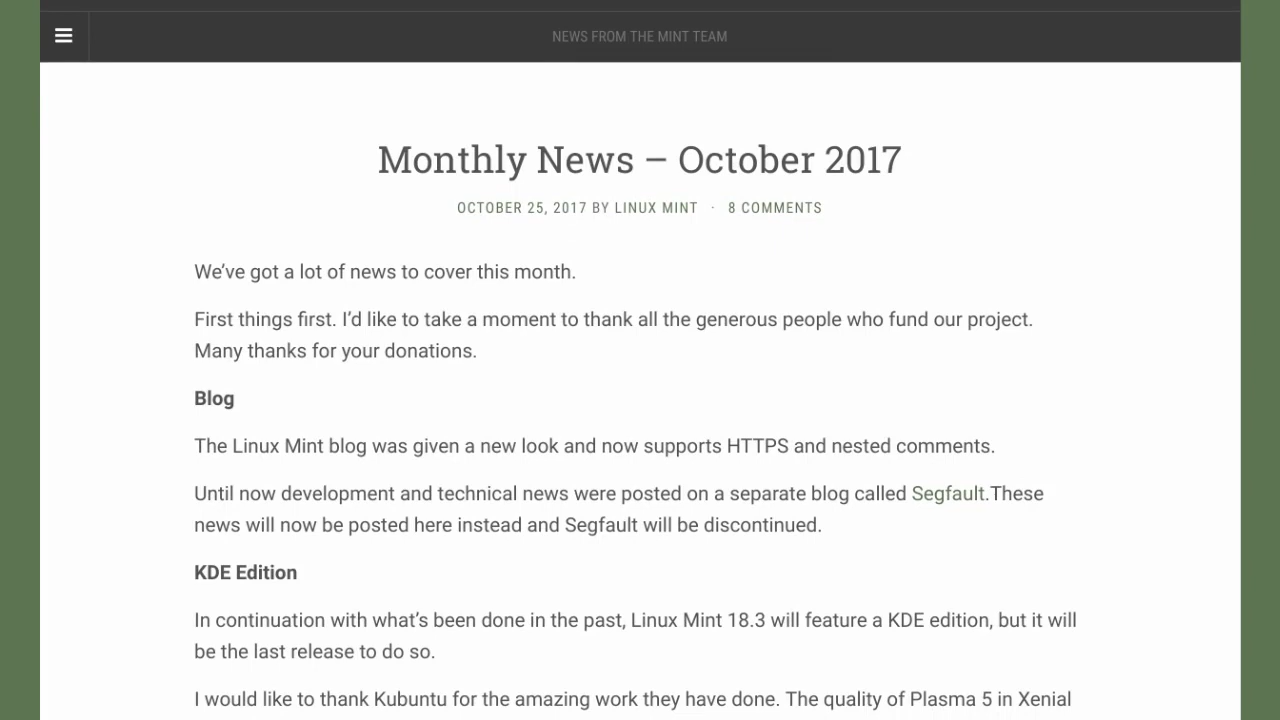 NEWS FROM THE MINT TEAM
Monthly News – October 2017
OCTOBER 25, 2017 BY LINUX MINT · 8 COMMENTS
We’ve got a lot of news to cover this month.
First things first. I’d like to take a moment to thank all the generous people who fund our project.
Many thanks for your donations.
Blog
The Linux Mint blog was given a new look and now supports HTTPS and nested comments.
Until now development and technical news were posted on a separate blog called Segfault.These
news will now be posted here instead and Segfault will be discontinued.
KDE Edition
In continuation with what’s been done in the past, Linux Mint 18.3 will feature a KDE edition, but it will
be the last release to do so.
I would like to thank Kubuntu for the amazing work they have done. The quality of Plasma 5 in Xenial